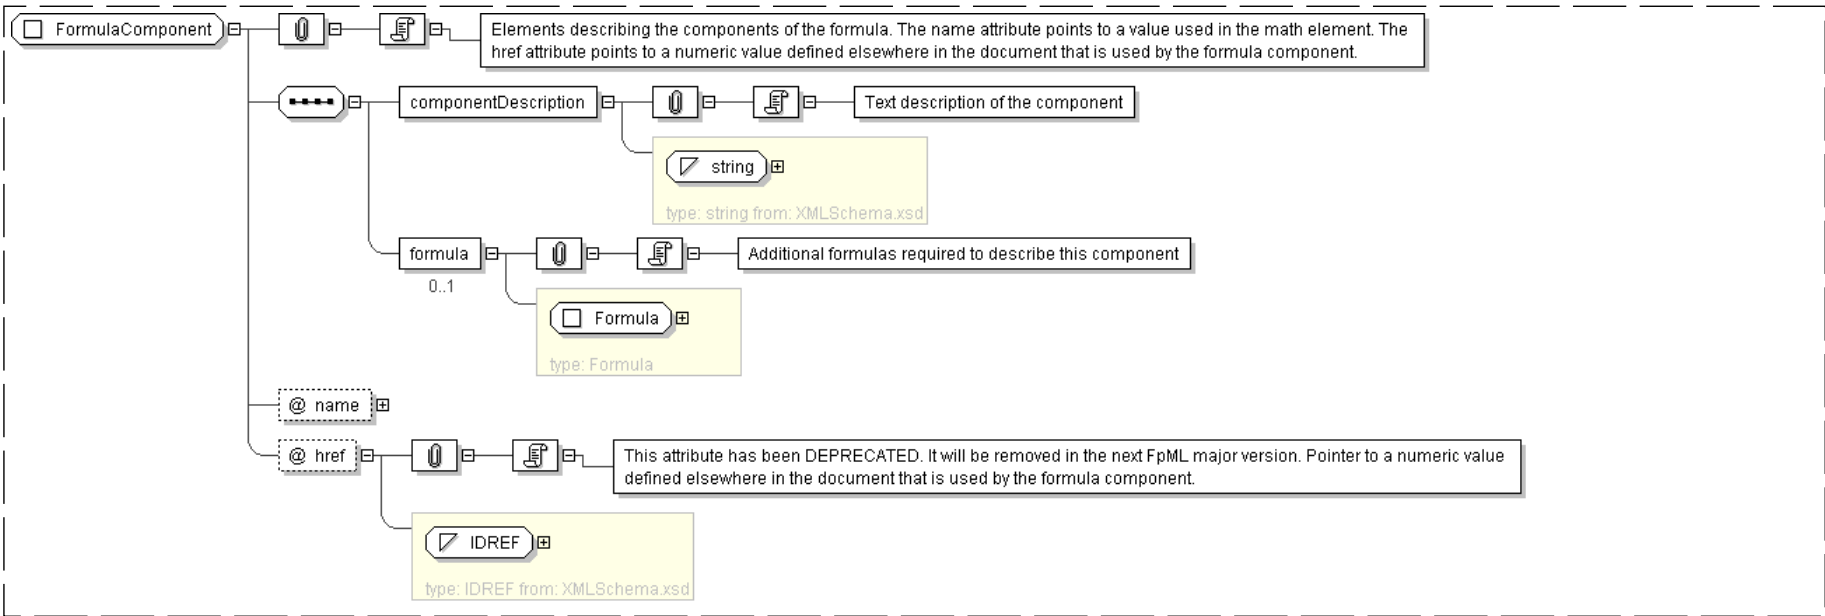 FormulaComponent
Elements describing the components of the formula. The name attribute points to a value used in the math element. The
href attribute points to a numeric value defined elsewhere in the document that is used by the formula component.
componentDescription
Text description of the component
string
type: string from: XMLSchema.xsd
formula
Additional formulas required to describe this component
0..1
Formula
type: Formula
@ name
@ href
This attribute has been DEPRECATED. It will be removed in the next FpML major version. Pointer to a numeric value
defined elsewhere in the document that is used by the formula component.
IDREF
type: IDREF from: XMLSchema.xsd